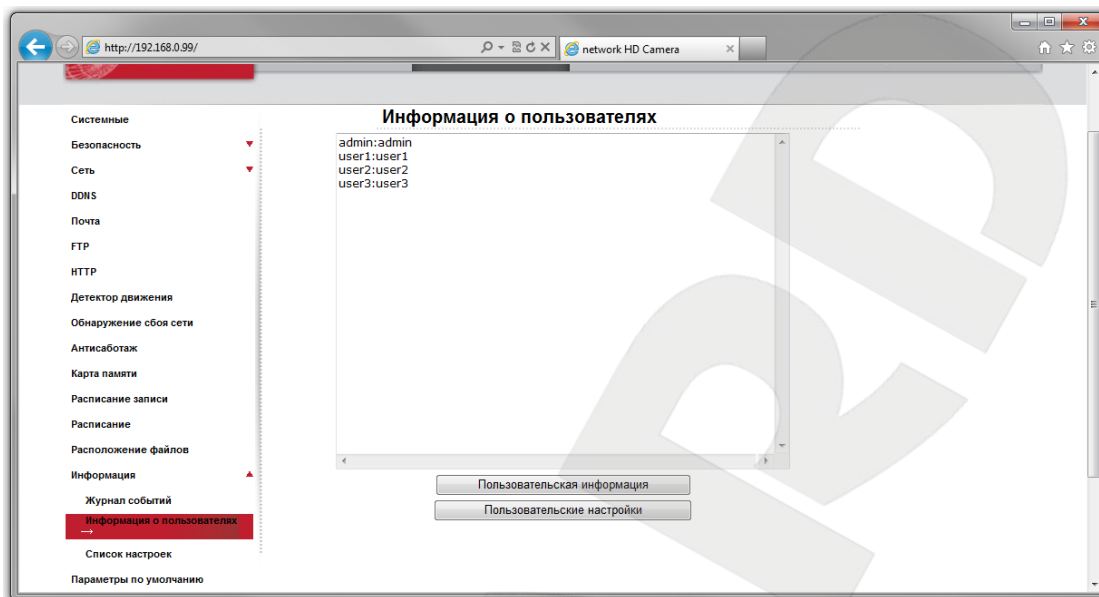 http://192.168.0.99/
network HD Camera
Системные
Безопасность
Сеть
DDNS
Почта
FTP
HTTP
Детектор движения
Обнаружение сбоя сети
Антисаботаж
Карта памяти
Расписание записи
Расписание
Расположение файлов
Информация
Журнал событий
Информация о пользователях
Список настроек
Параметры по умолчанию
Информация о пользователях
admin:admin
user1:user1
user2:user2
user3:user3
Пользовательская информация
Пользовательские настройки